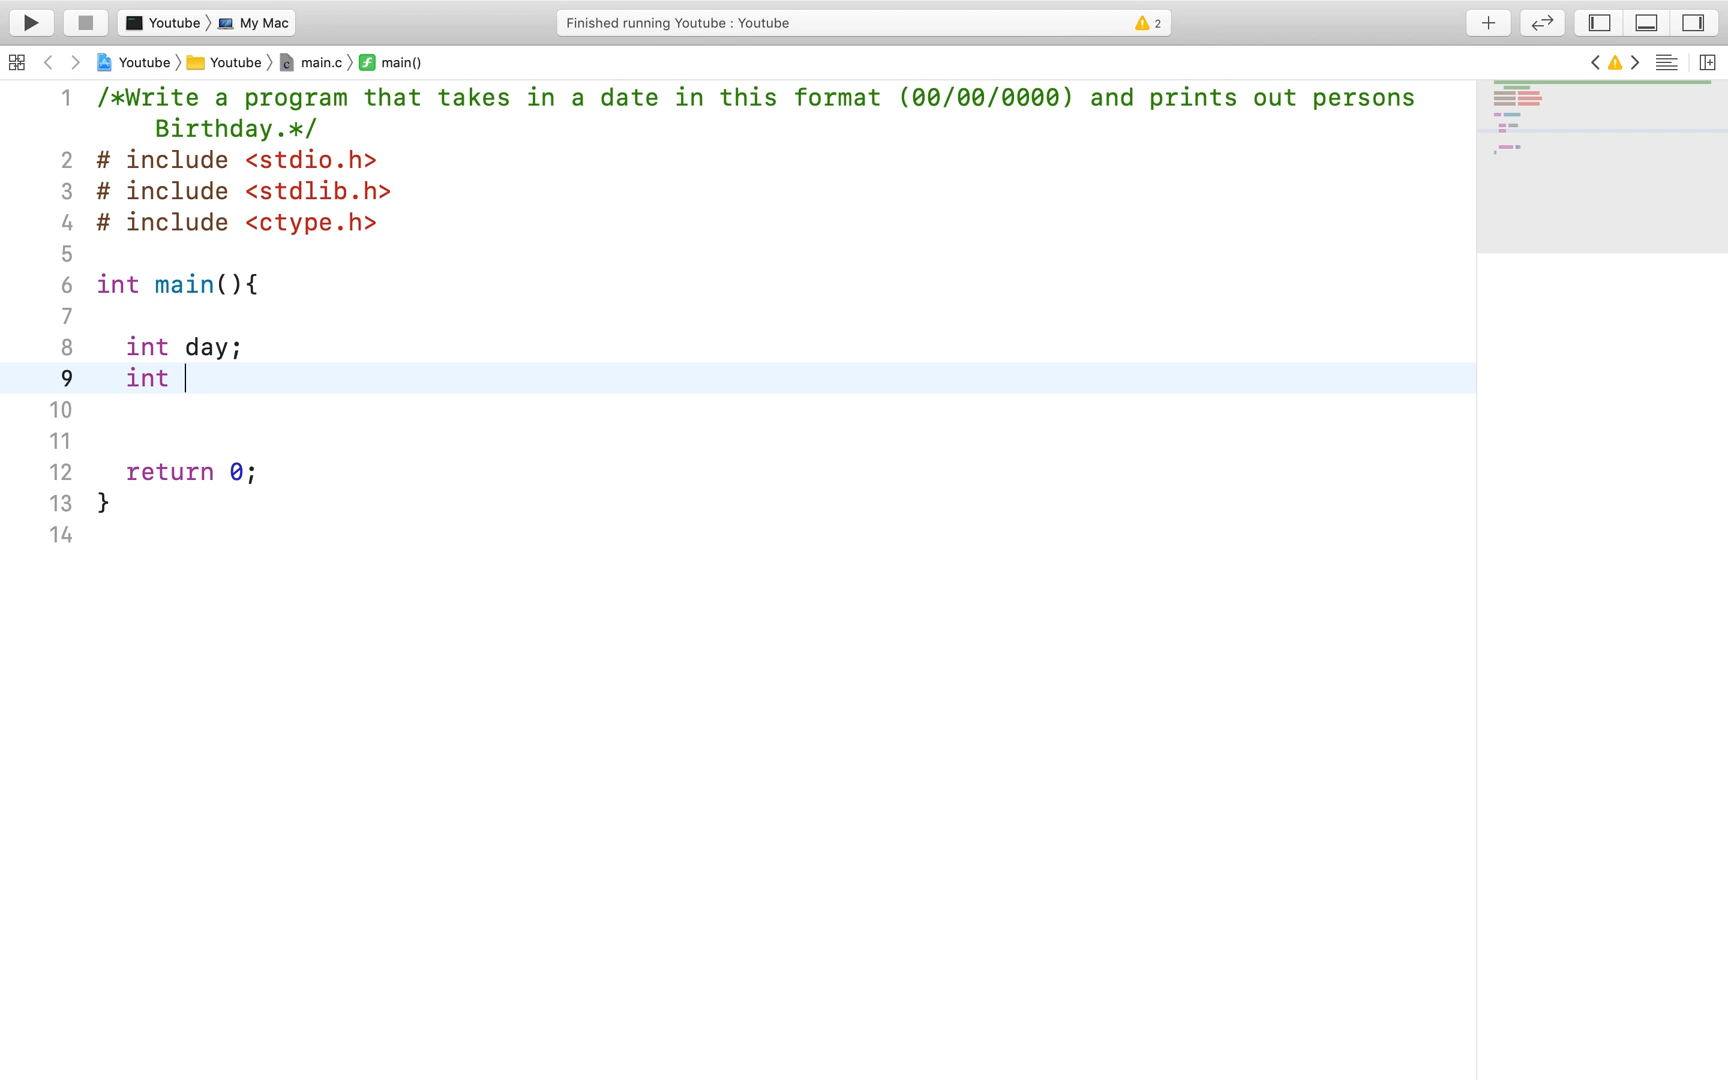 Youtube 〉 My Mac
Finished running Youtube : Youtube
2
Youtube 〉 Youtube 〉 main.c 〉 main()
1 /*Write a program that takes in a date in this format (00/00/0000) and prints out persons
Birthday.*/
2 # include <stdio.h>
3 # include <stdlib.h>
4 # include <ctype.h>
5
6 int main(){
7
8 int day;
9 int
10
11
12 return 0;
13 }
14